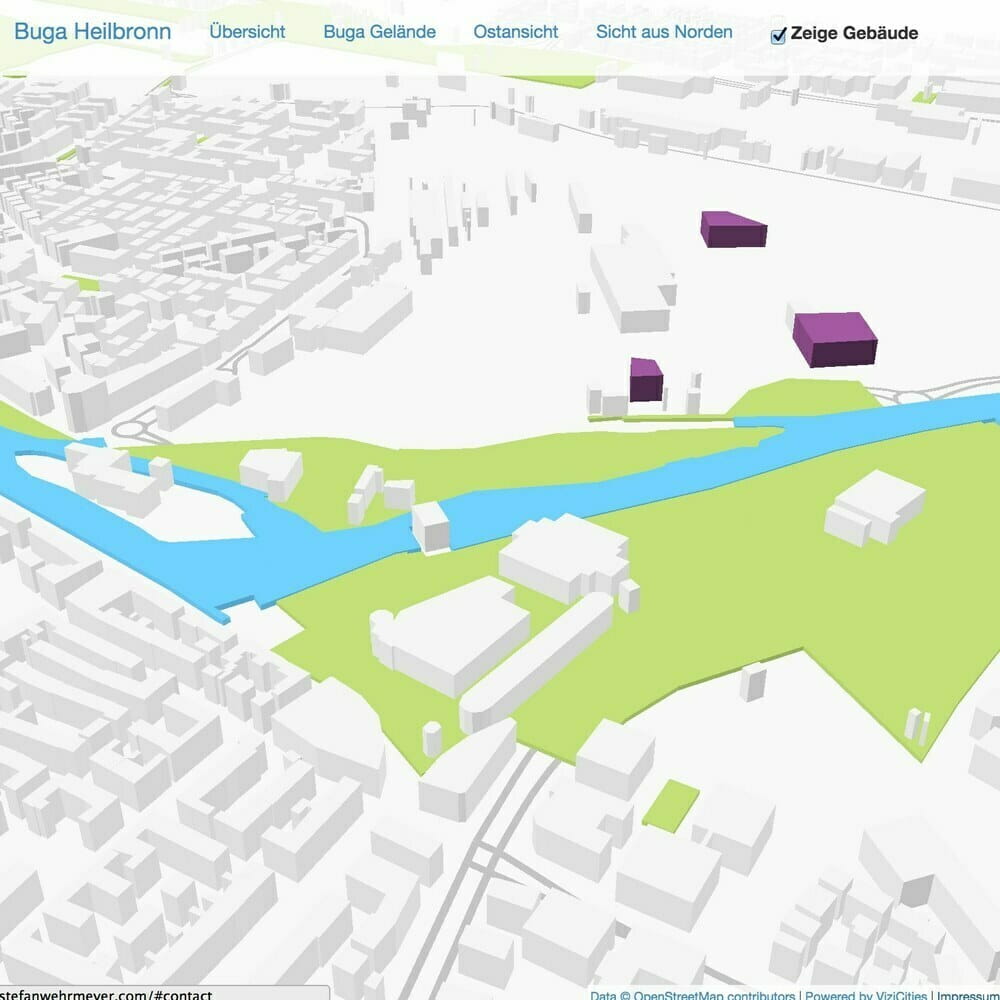 Buga Heilbronn Übersicht Buga Gelände Ostansicht Sicht aus Norden Zeige Gebäude
stefanwehrmeyer.com/#contact
Data © OpenStreetMap contributors | Powered by ViziCities | Impressum